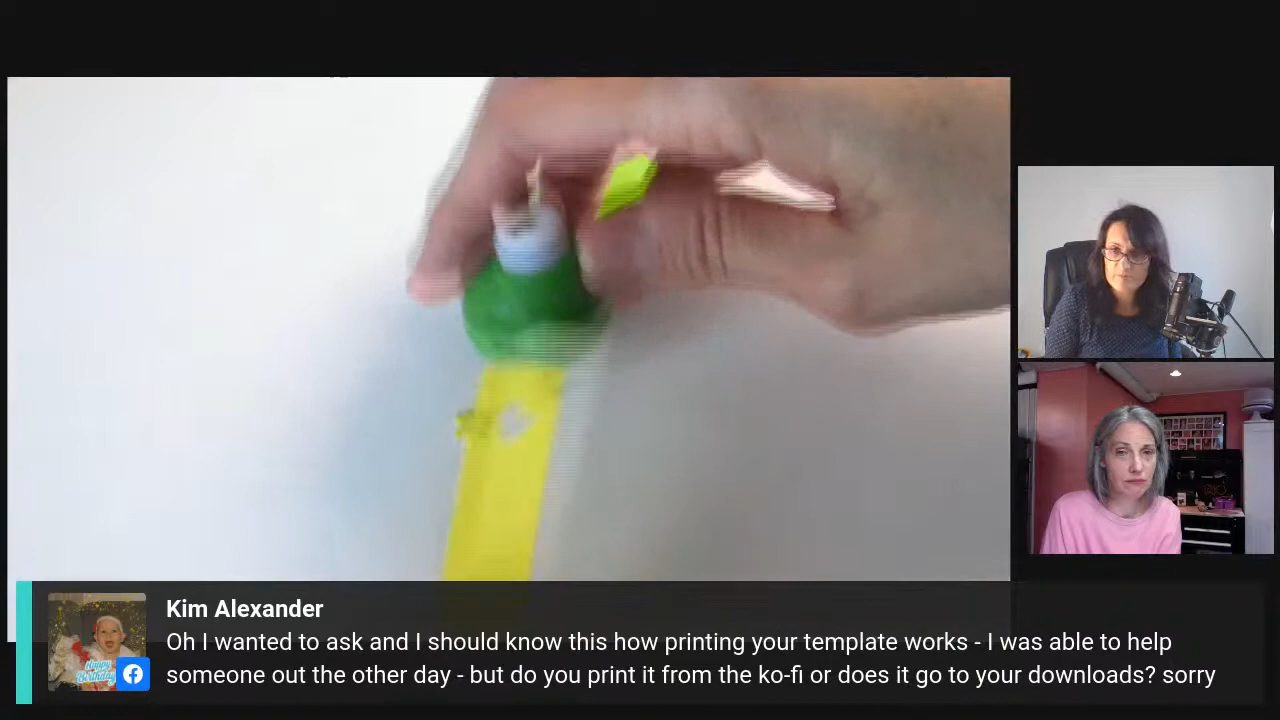 Kim Alexander
Oh I wanted to ask and I should know this how printing your template works - I was able to help
someone out the other day - but do you print it from the ko-fi or does it go to your downloads? sorry
Happy
Birthday